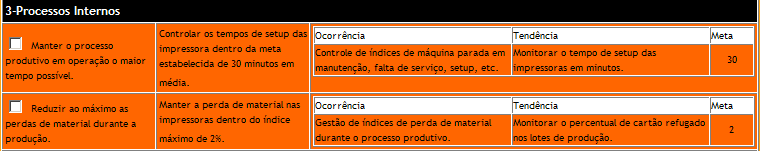 3-Processos Internos
Manter o processo
produtivo em operação o maior
tempo possível.
Controlar os tempos de setup das
impressora dentro da meta
estabelecida de 30 minutos em
média.
Ocorrência Tendência Meta
Controle de índices de máquina parada em
manutenção, falta de serviço, setup, etc.
Monitorar o tempo de setup das
impressoras em minutos.
30
Reduzir ao máximo as
perdas de material durante a
produção.
Manter a perda de material nas
impressoras dentro do índice
máximo de 2%.
Ocorrência Tendência Meta
Gestão de índices de perda de material
durante o processo produtivo.
Monitorar o percentual de cartão refugado
nos lotes de produção.
2